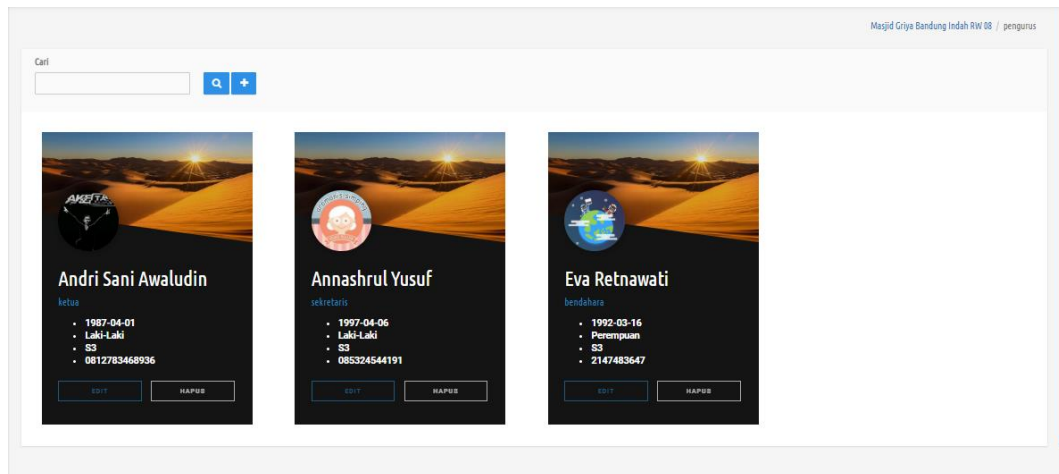 Masjid Griya Bandung Indah RW 08 / pengurus
Cari
Andri Sani Awaludin
ketua
• 1987-04-01
• Laki-Laki
• S3
• 0812783468936
EDIT HAPUS
Annashrul Yusuf
sekretaris
• 1997-04-06
• Laki-Laki
• S3
• 085324544191
EDIT HAPUS
Eva Retnawati
bendahara
• 1992-03-16
• Perempuan
• S3
• 2147483647
EDIT HAPUS